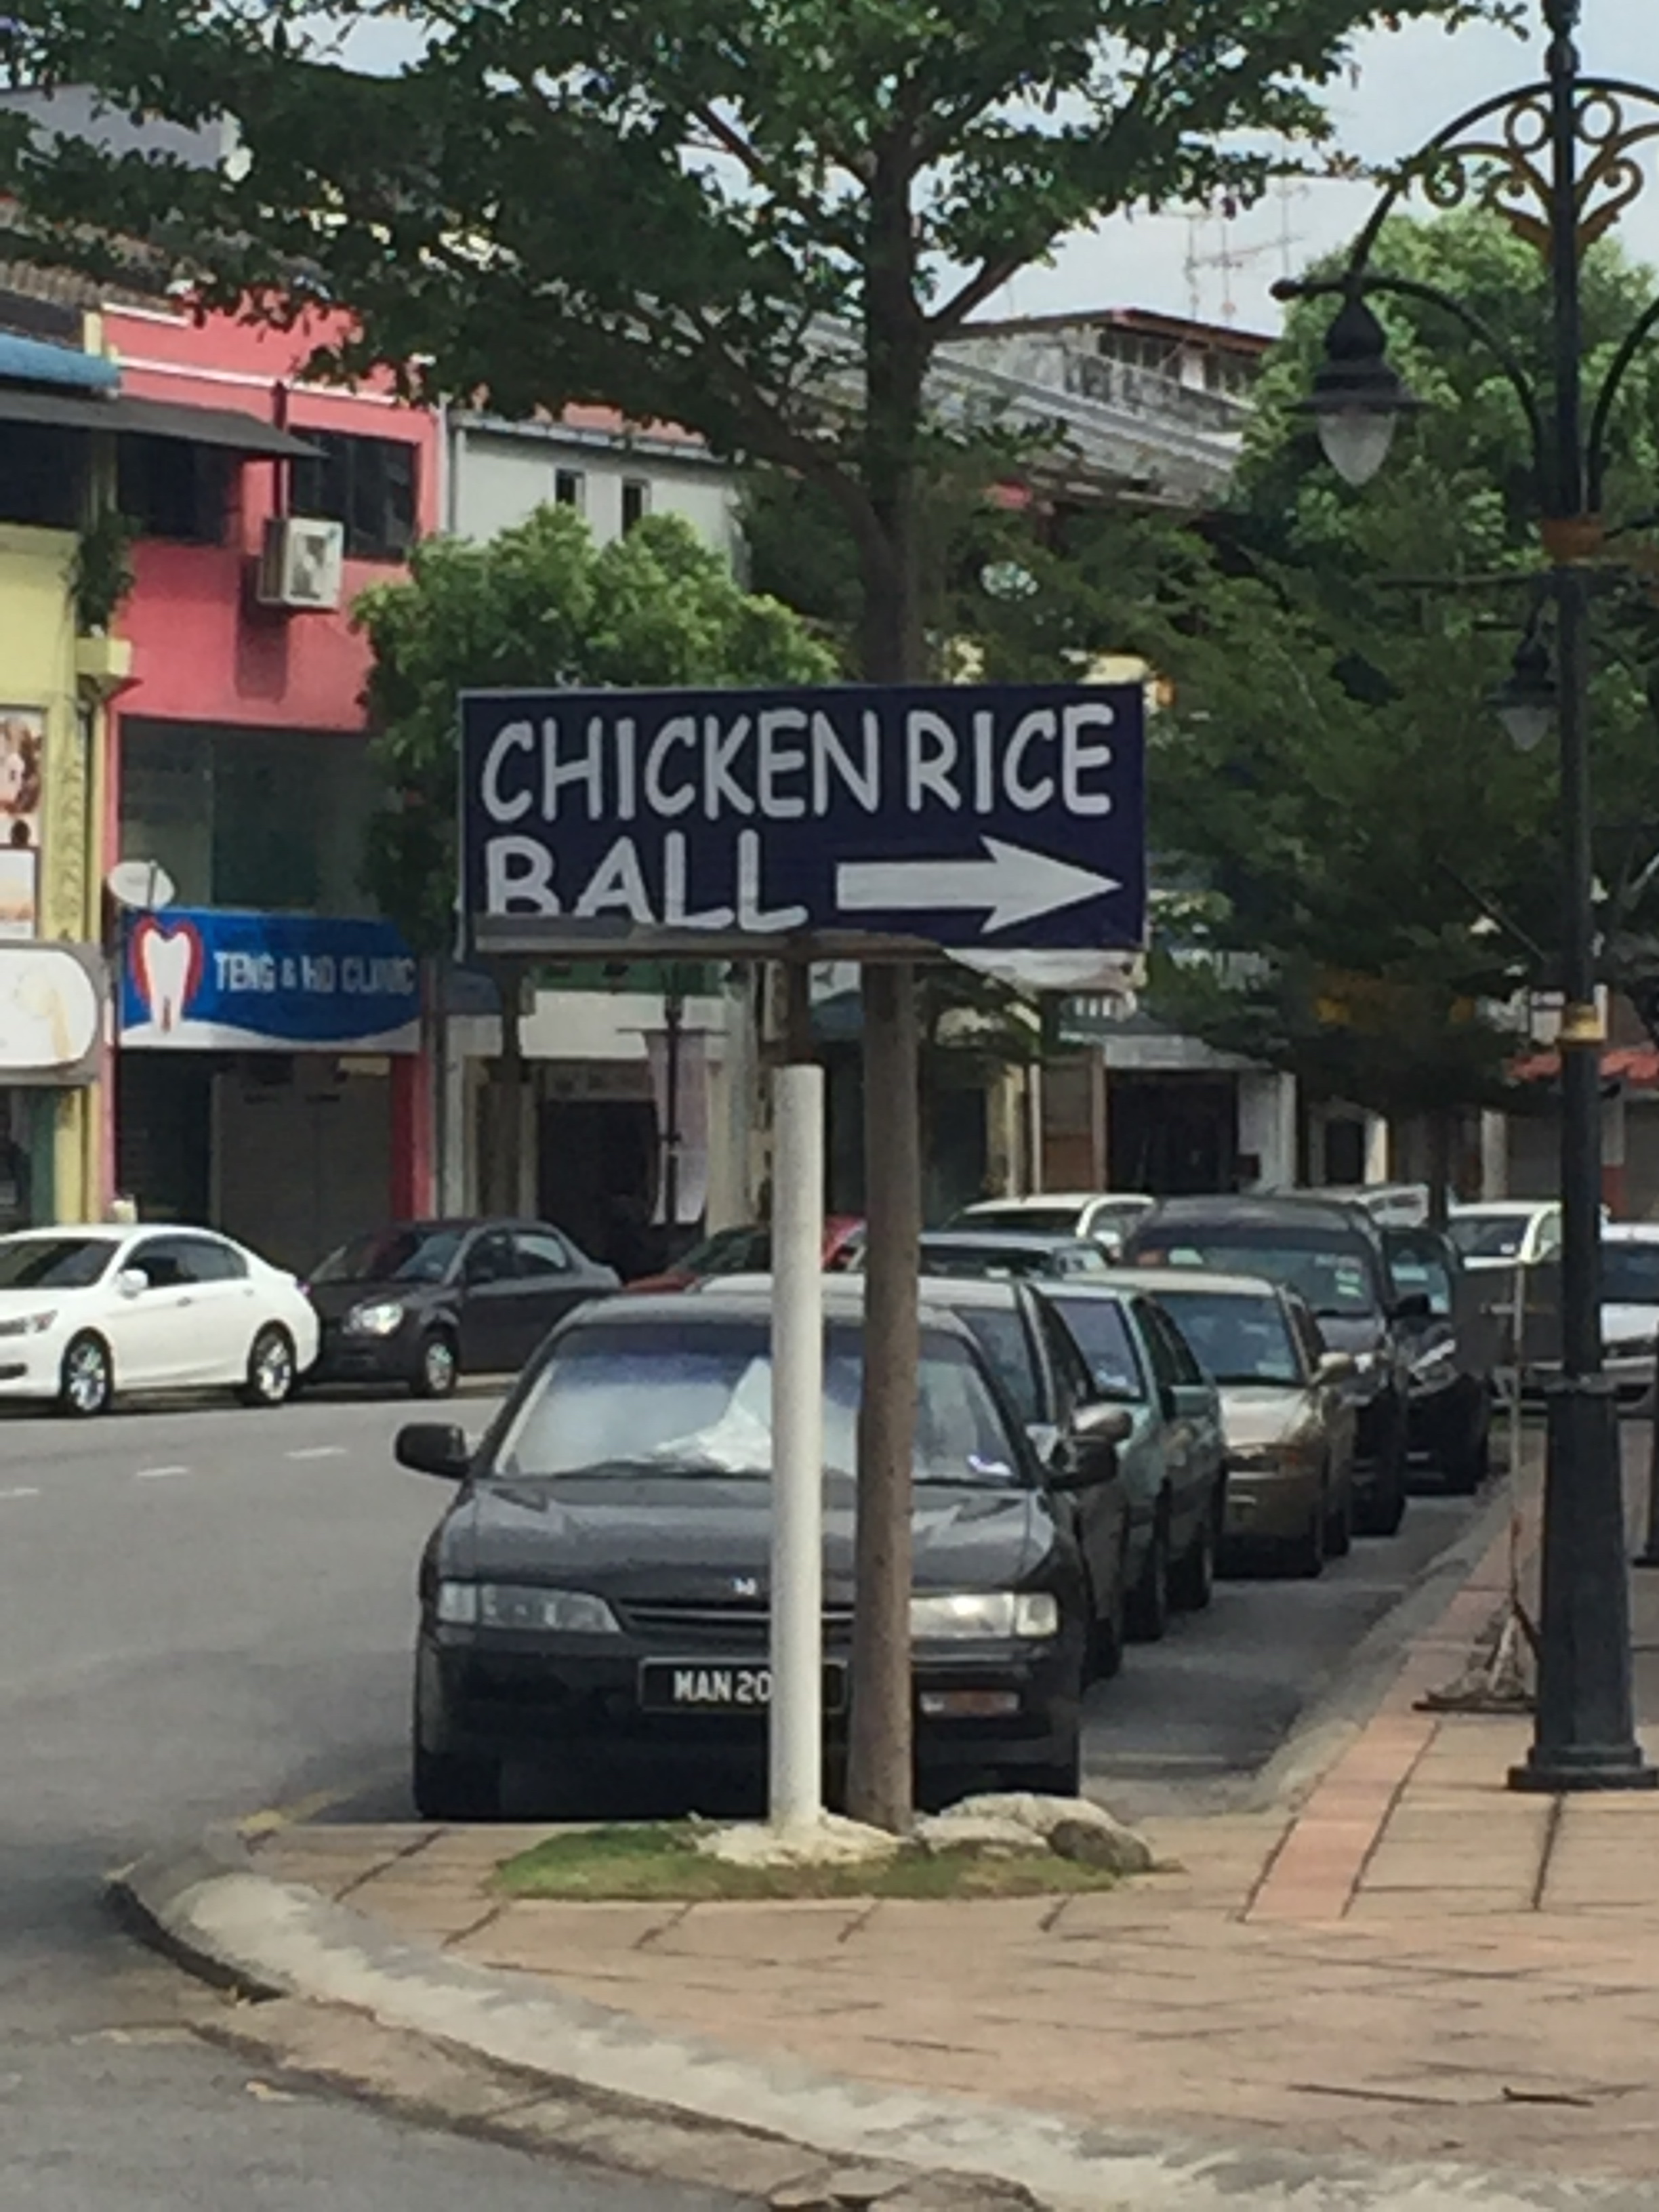 CHICKEN RICE
BALL
TENG & HO CLINIC
MAN 20